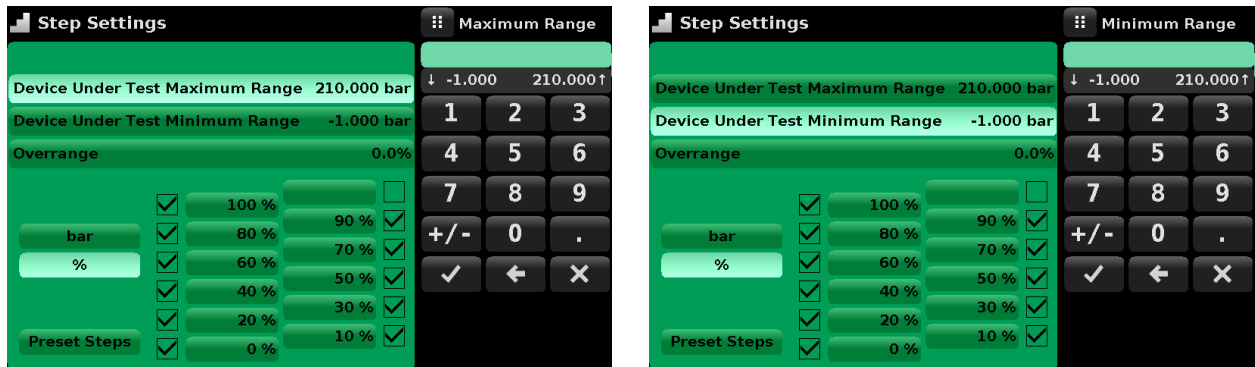 Step Settings
Maximum Range
↓ -1.000 210.000↑
Device Under Test Maximum Range 210.000 bar
Device Under Test Minimum Range -1.000 bar
Overrange 0.0%
1 2 3
4 5 6
7 8 9
+/- 0 .
100 %
90 %
bar
80 %
70 %
%
60 %
50 %
40 %
30 %
20 %
10 %
Preset Steps
0 %
Step Settings
Minimum Range
↓ -1.000 210.000↑
Device Under Test Maximum Range 210.000 bar
Device Under Test Minimum Range -1.000 bar
Overrange 0.0%
1 2 3
4 5 6
7 8 9
+/- 0 .
100 %
90 %
bar
80 %
70 %
%
60 %
50 %
40 %
30 %
20 %
10 %
Preset Steps
0 %